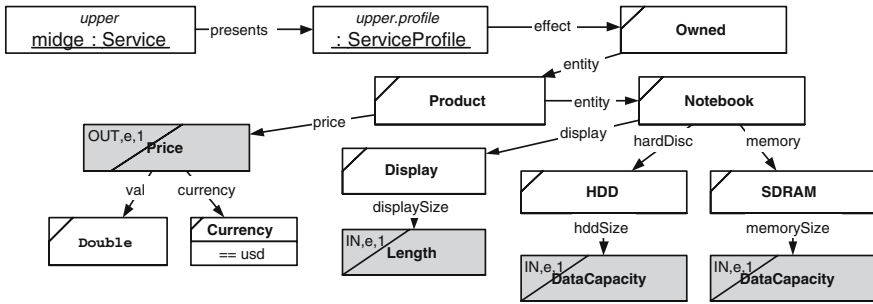 upper
midge : Service
presents
upper.profile
: ServiceProfile
effect
Owned
entity
Product
entity
Notebook
price
OUT,e,1
Price
display
hardDisc
memory
val
currency
Display
HDD
SDRAM
Double
Currency
== usd
displaySize
IN,e,1
Length
hddSize
IN,e,1
DataCapacity
memorySize
IN,e,1
DataCapacity